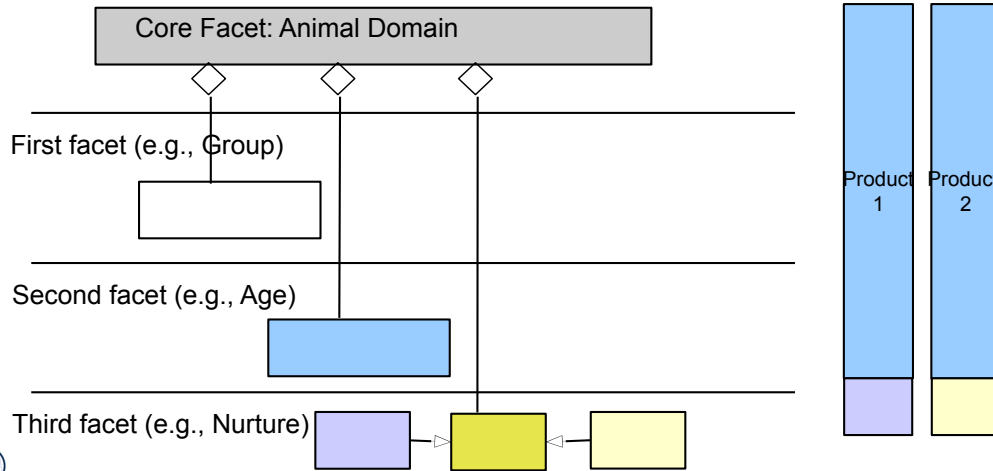 Core Facet: Animal Domain
First facet (e.g., Group)
Second facet (e.g., Age)
Third facet (e.g., Nurture)
Product
1
Produc
2